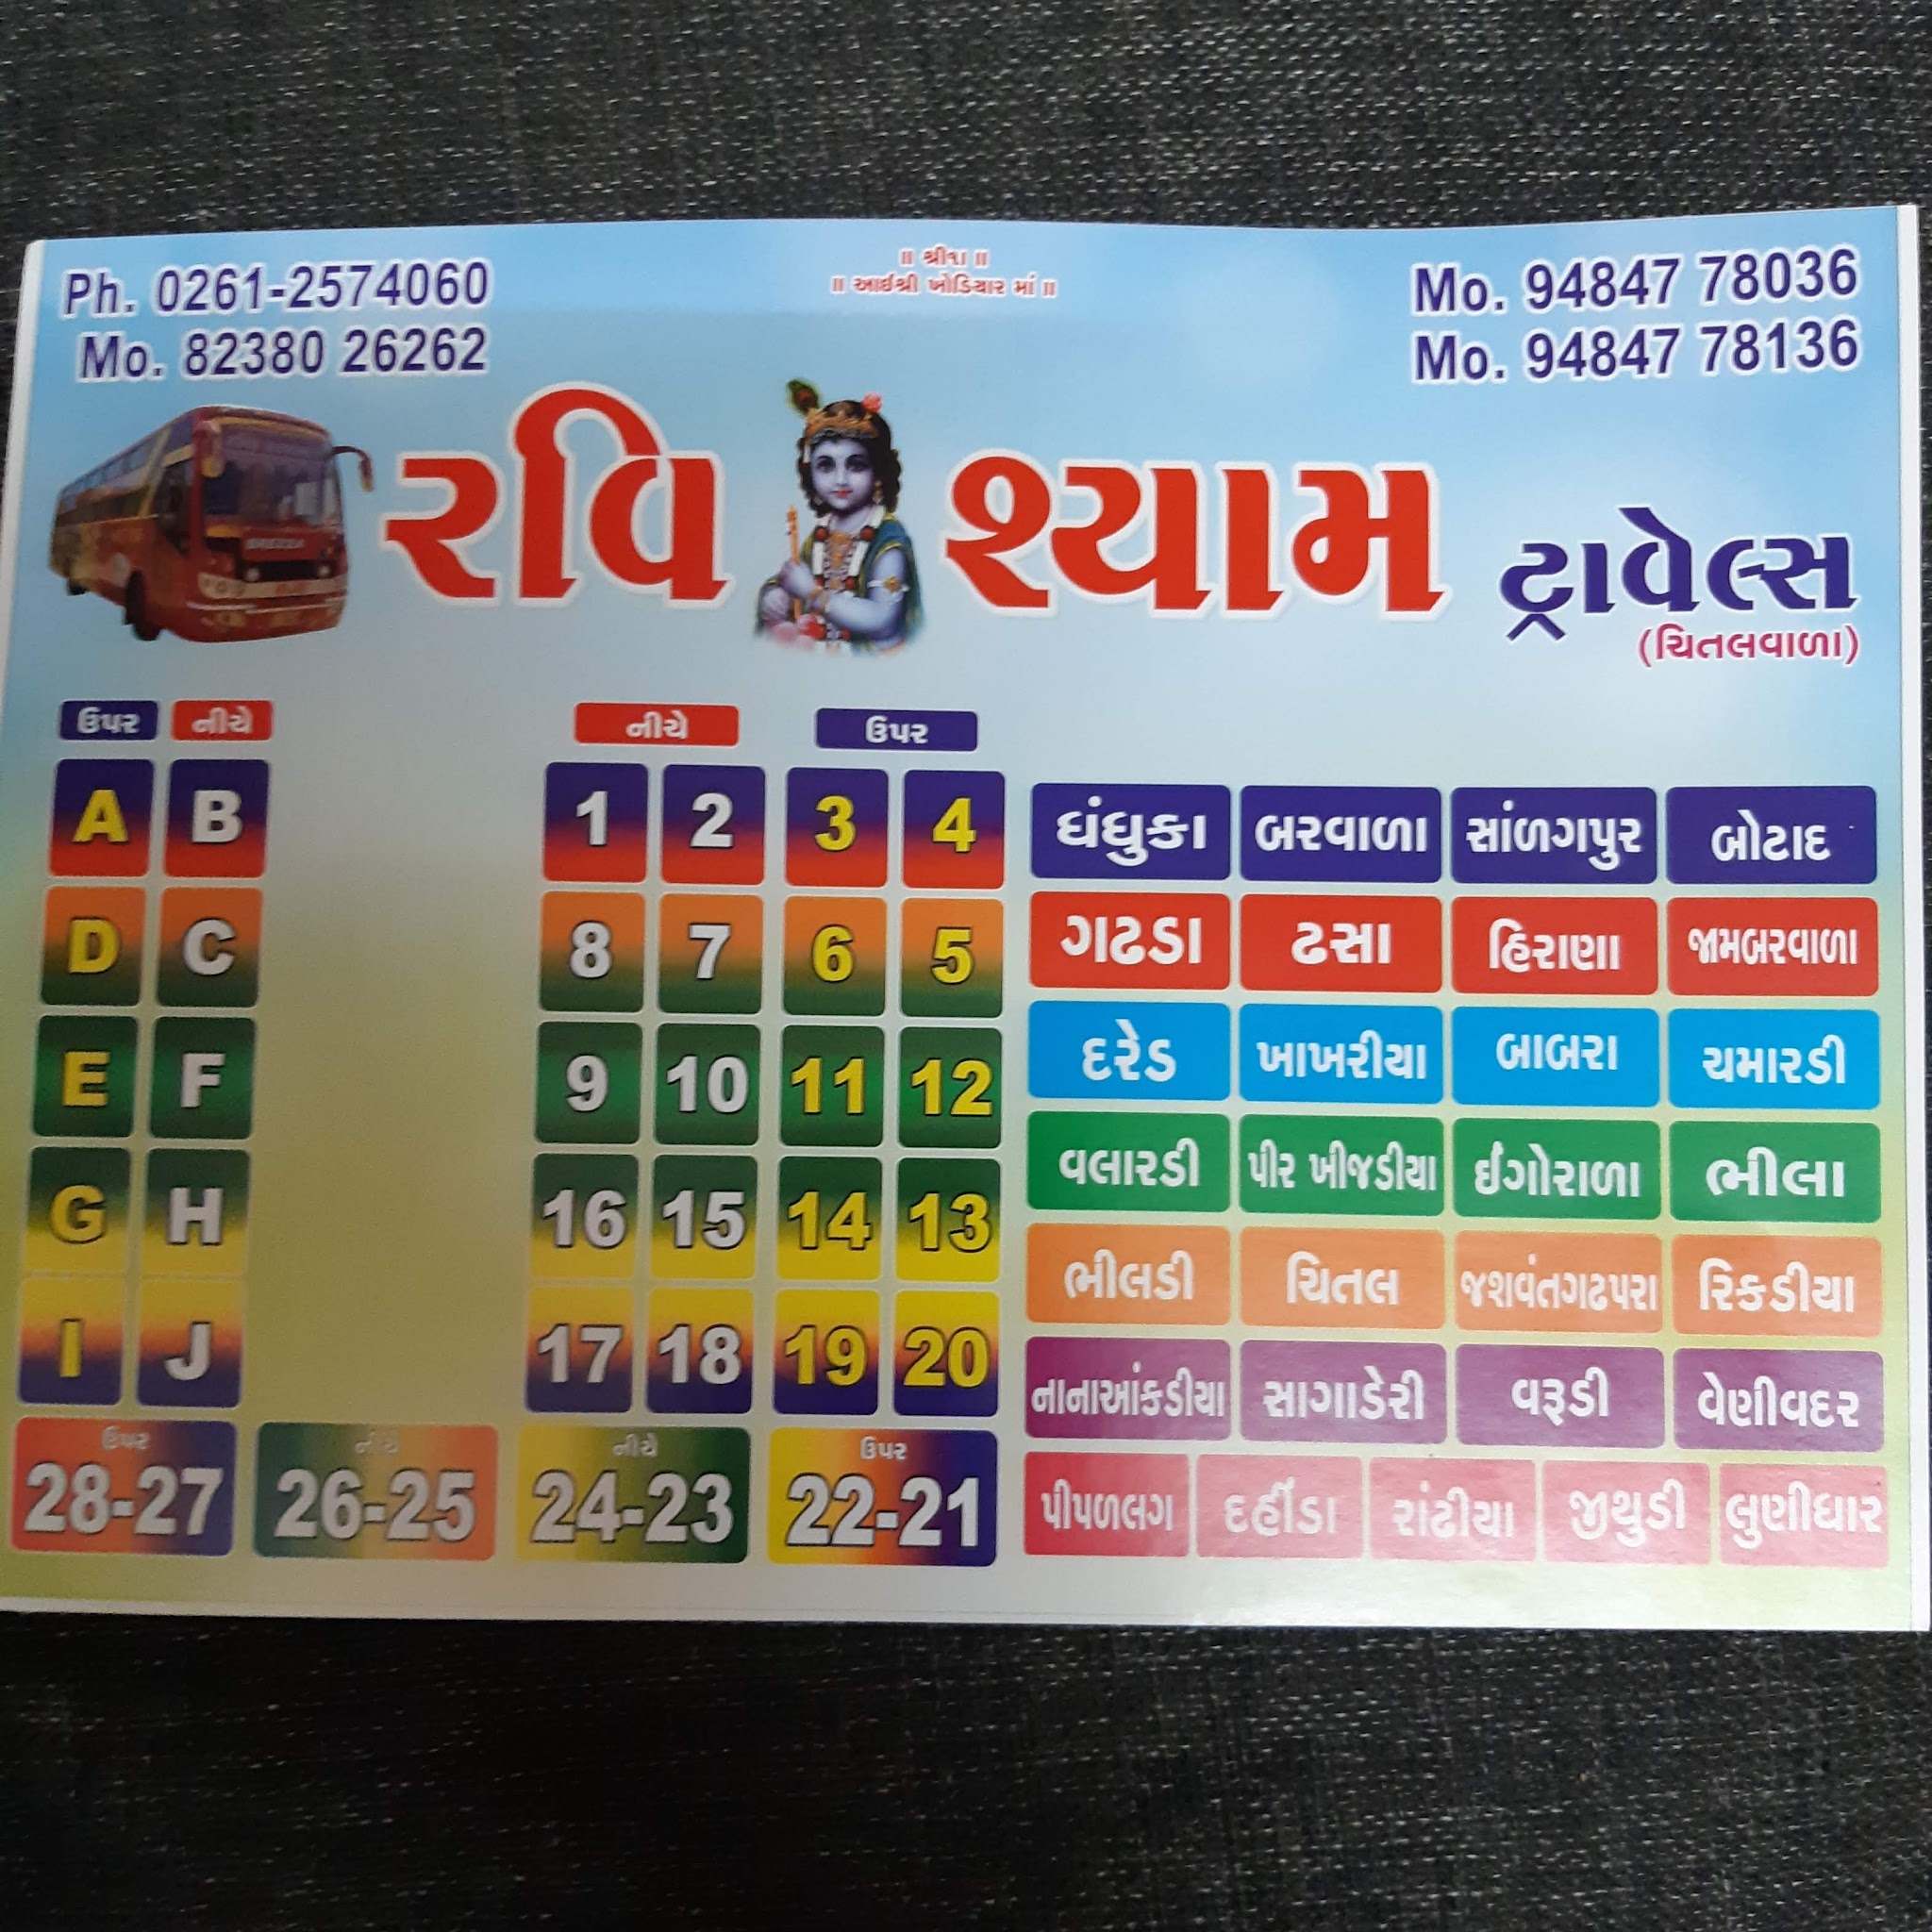 Ph. 0261-2574060
Mo. 82380 26262
॥ શ્રીજી ॥
॥ આઈશ્રી ખોડિયાર માં ॥
Mo. 94847 78036
Mo. 94847 78136
રવિ શ્યામ ટ્રાવેલ્સ
(ચિતલવાળા)
ઉપર નીચે નીચે ઉપર
A B 1 2 3 4
D C 8 7 6 5
E F 9 10 11 12
G H 16 15 14 13
I J 17 18 19 20
ઉપર નીચે નીચે ઉપર
28-27 26-25 24-23 22-21
ધંધુકા બરવાળા સાંળગપુર બોટાદ
ગઢડા ઢસા હિરાણા જામબરવાળા
દરેડ ખાખરીયા બાબરા ચમારડી
વલારડી પીર ખીજડીયા ઈંગોરાળા ભીલા
ભીલડી ચિતલ જશવંતગઢપરા રિકડીયા
નાનાઆંકડીયા સાગાડેરી વરૂડી વેણીવદર
પીપળલગ દહીંડા રાંઢીયા જીથુડી લુણીધાર
BREZZA